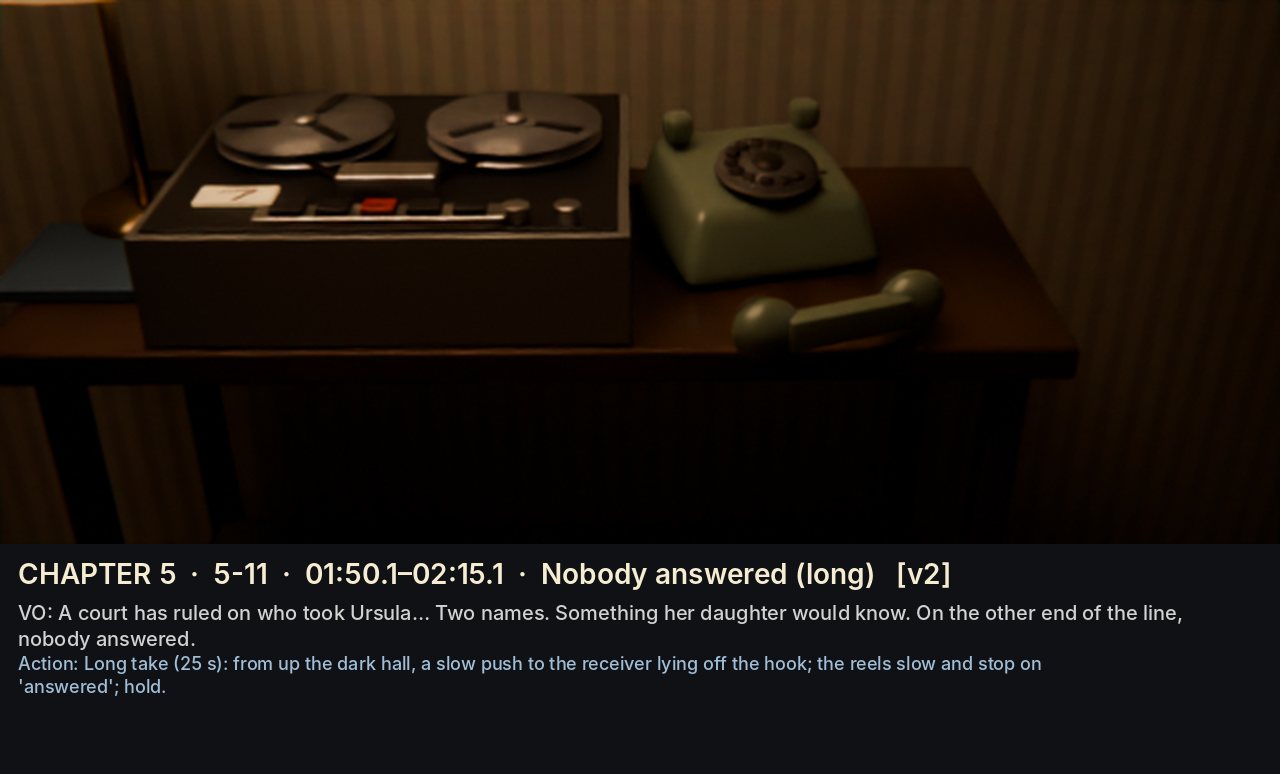 CHAPTER 5 · 5-11 · 01:50.1–02:15.1 · Nobody answered (long) [v2]
VO: A court has ruled on who took Ursula... Two names. Something her daughter would know. On the other end of the line,
nobody answered.
Action: Long take (25 s): from up the dark hall, a slow push to the receiver lying off the hook; the reels slow and stop on
'answered'; hold.